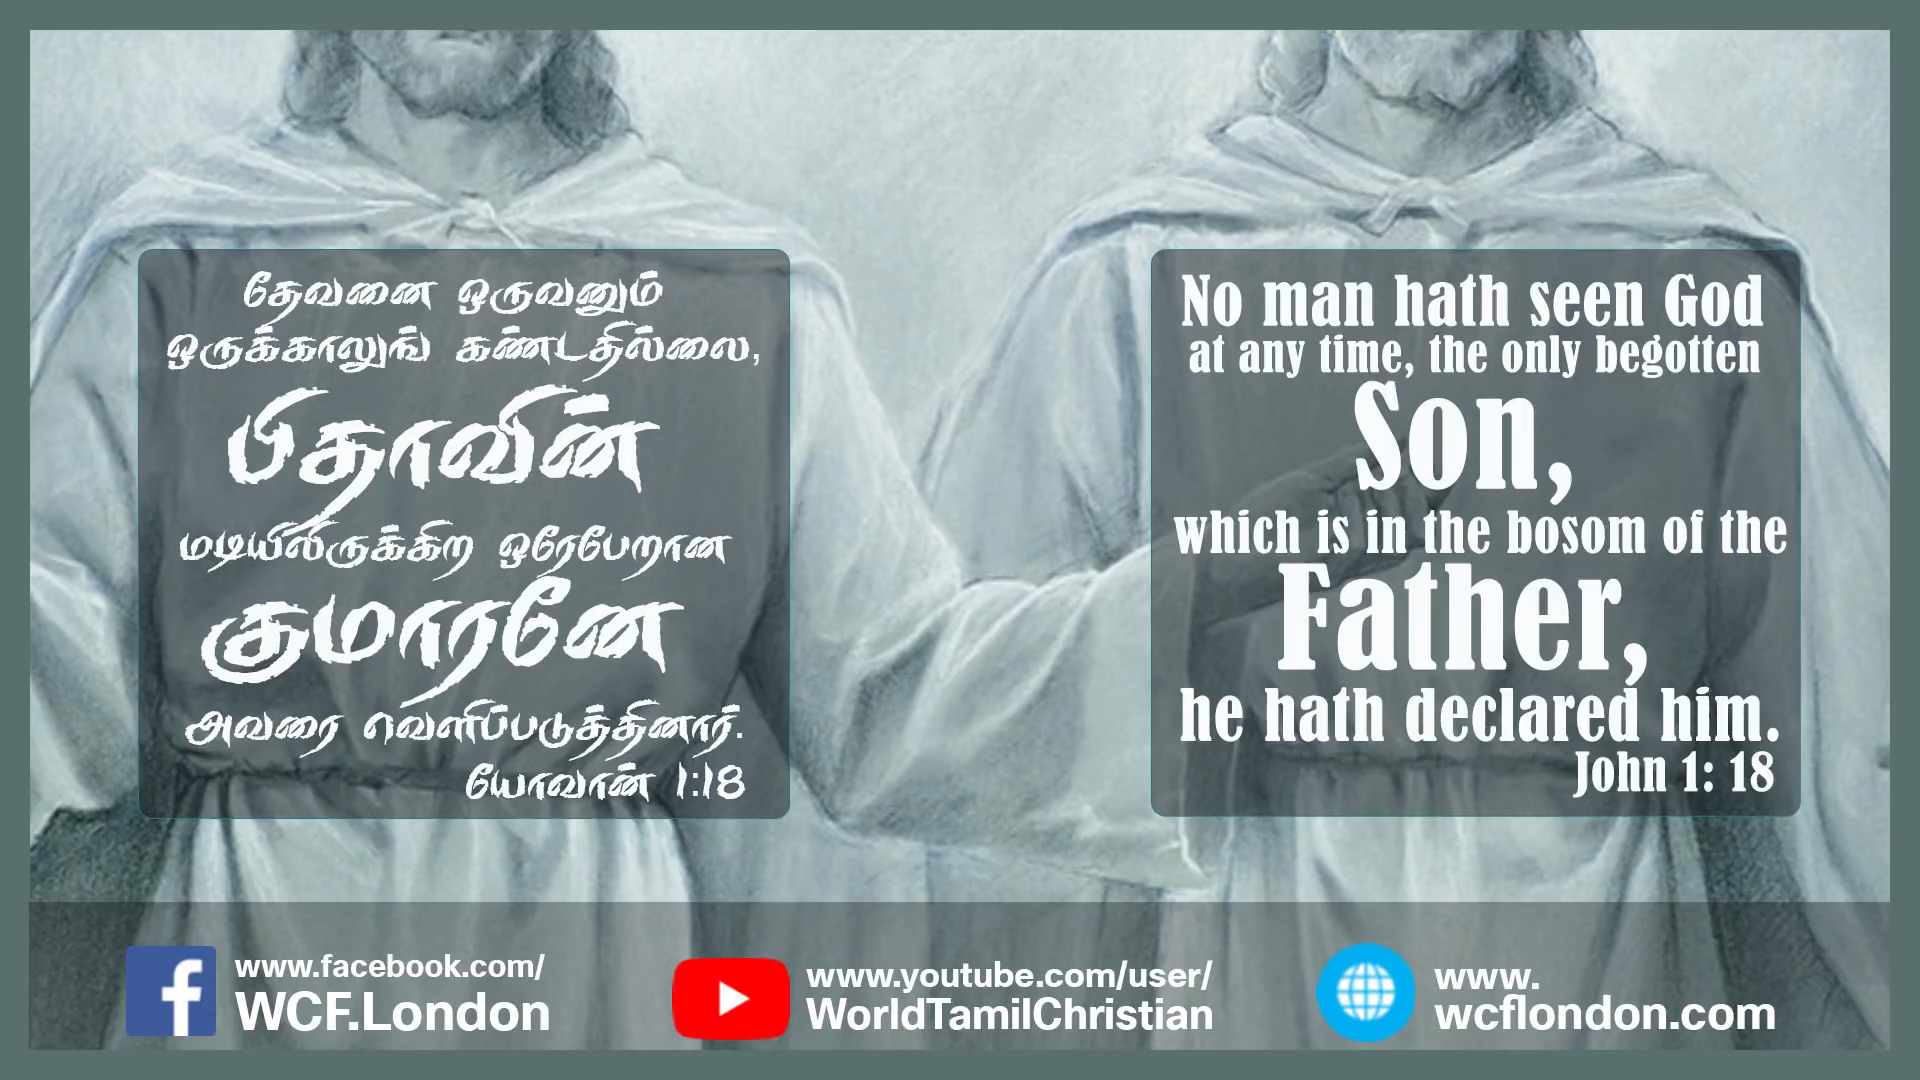 தேவனை ஒருவனும்
ஒருக்காலுங் கண்டதில்லை,
பிதாவின்
மடியிலிருக்கிற ஒரேபேறான
குமாரனே
அவரை வெளிப்படுத்தினார்.
யோவான் 1:18
No man hath seen God
at any time, the only begotten
Son,
which is in the bosom of the
Father,
he hath declared him.
John 1: 18
www.facebook.com/
WCF.London
www.youtube.com/user/
WorldTamilChristian
www.
wcflondon.com